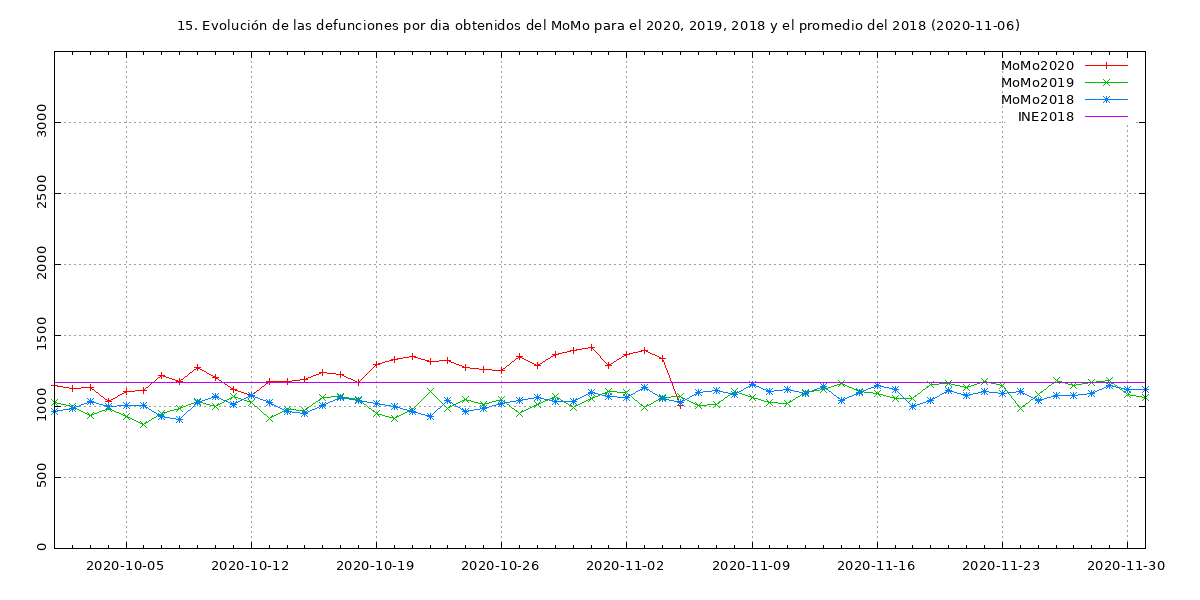 15. Evolución de las defunciones por dia obtenidos del MoMo para el 2020, 2019, 2018 y el promedio del 2018 (2020-11-06)
MoMo2020
MoMo2019
MoMo2018
INE2018
3000
2500
2000
1500
1000
500
0
2020-10-05 2020-10-12 2020-10-19 2020-10-26 2020-11-02 2020-11-09 2020-11-16 2020-11-23 2020-11-30